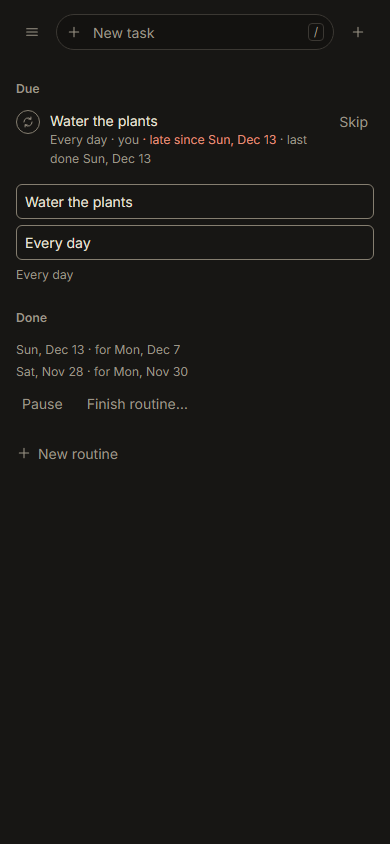 New task /
Due
Water the plants
Skip
Every day · you · late since Sun, Dec 13 · last
done Sun, Dec 13
Water the plants
Every day
Every day
Done
Sun, Dec 13 · for Mon, Dec 7
Sat, Nov 28 · for Mon, Nov 30
Pause Finish routine...
New routine